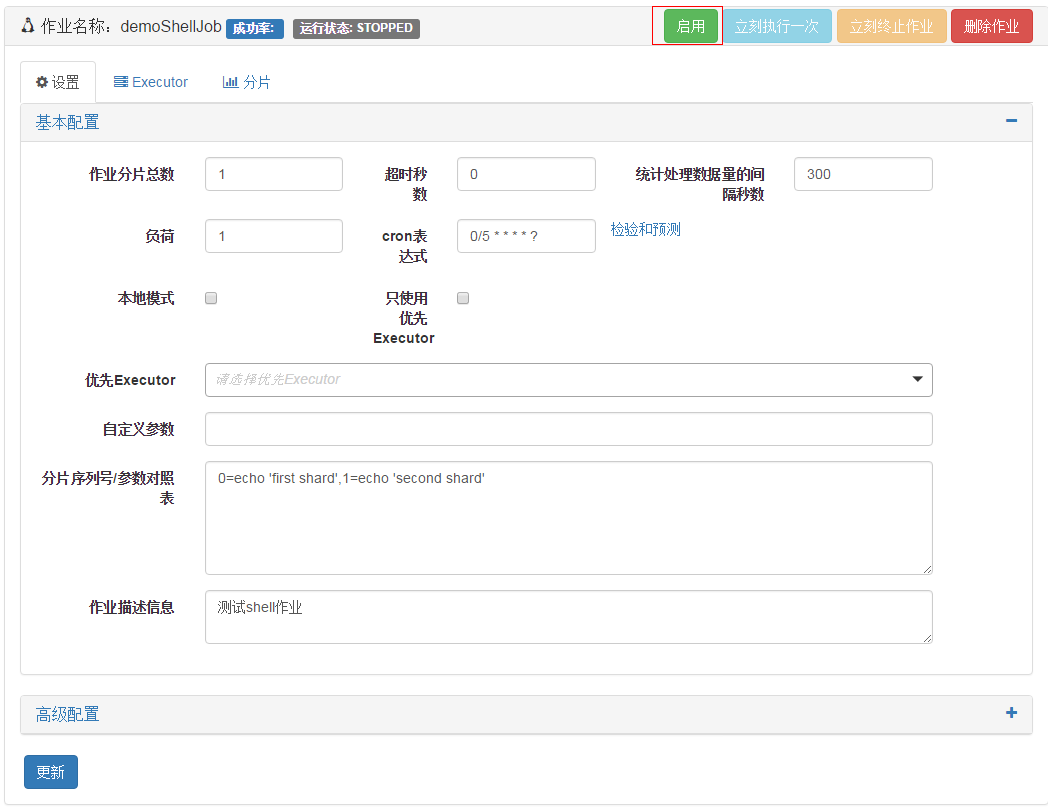 作业名称：demoShellJob 成功率: 运行状态: STOPPED 启用 立刻执行一次 立刻终止作业 删除作业
设置 Executor 分片
基本配置
作业分片总数 1 超时秒 0 统计处理数据量的间 300
数 隔秒数
负荷 1 cron表 0/5 * * * * ? 检验和预测
达式
本地模式 只使用
优先
Executor
优先Executor 请选择优先Executor
自定义参数
分片序列号/参数对照 0=echo 'first shard',1=echo 'second shard'
表
作业描述信息 测试shell作业
高级配置
更新